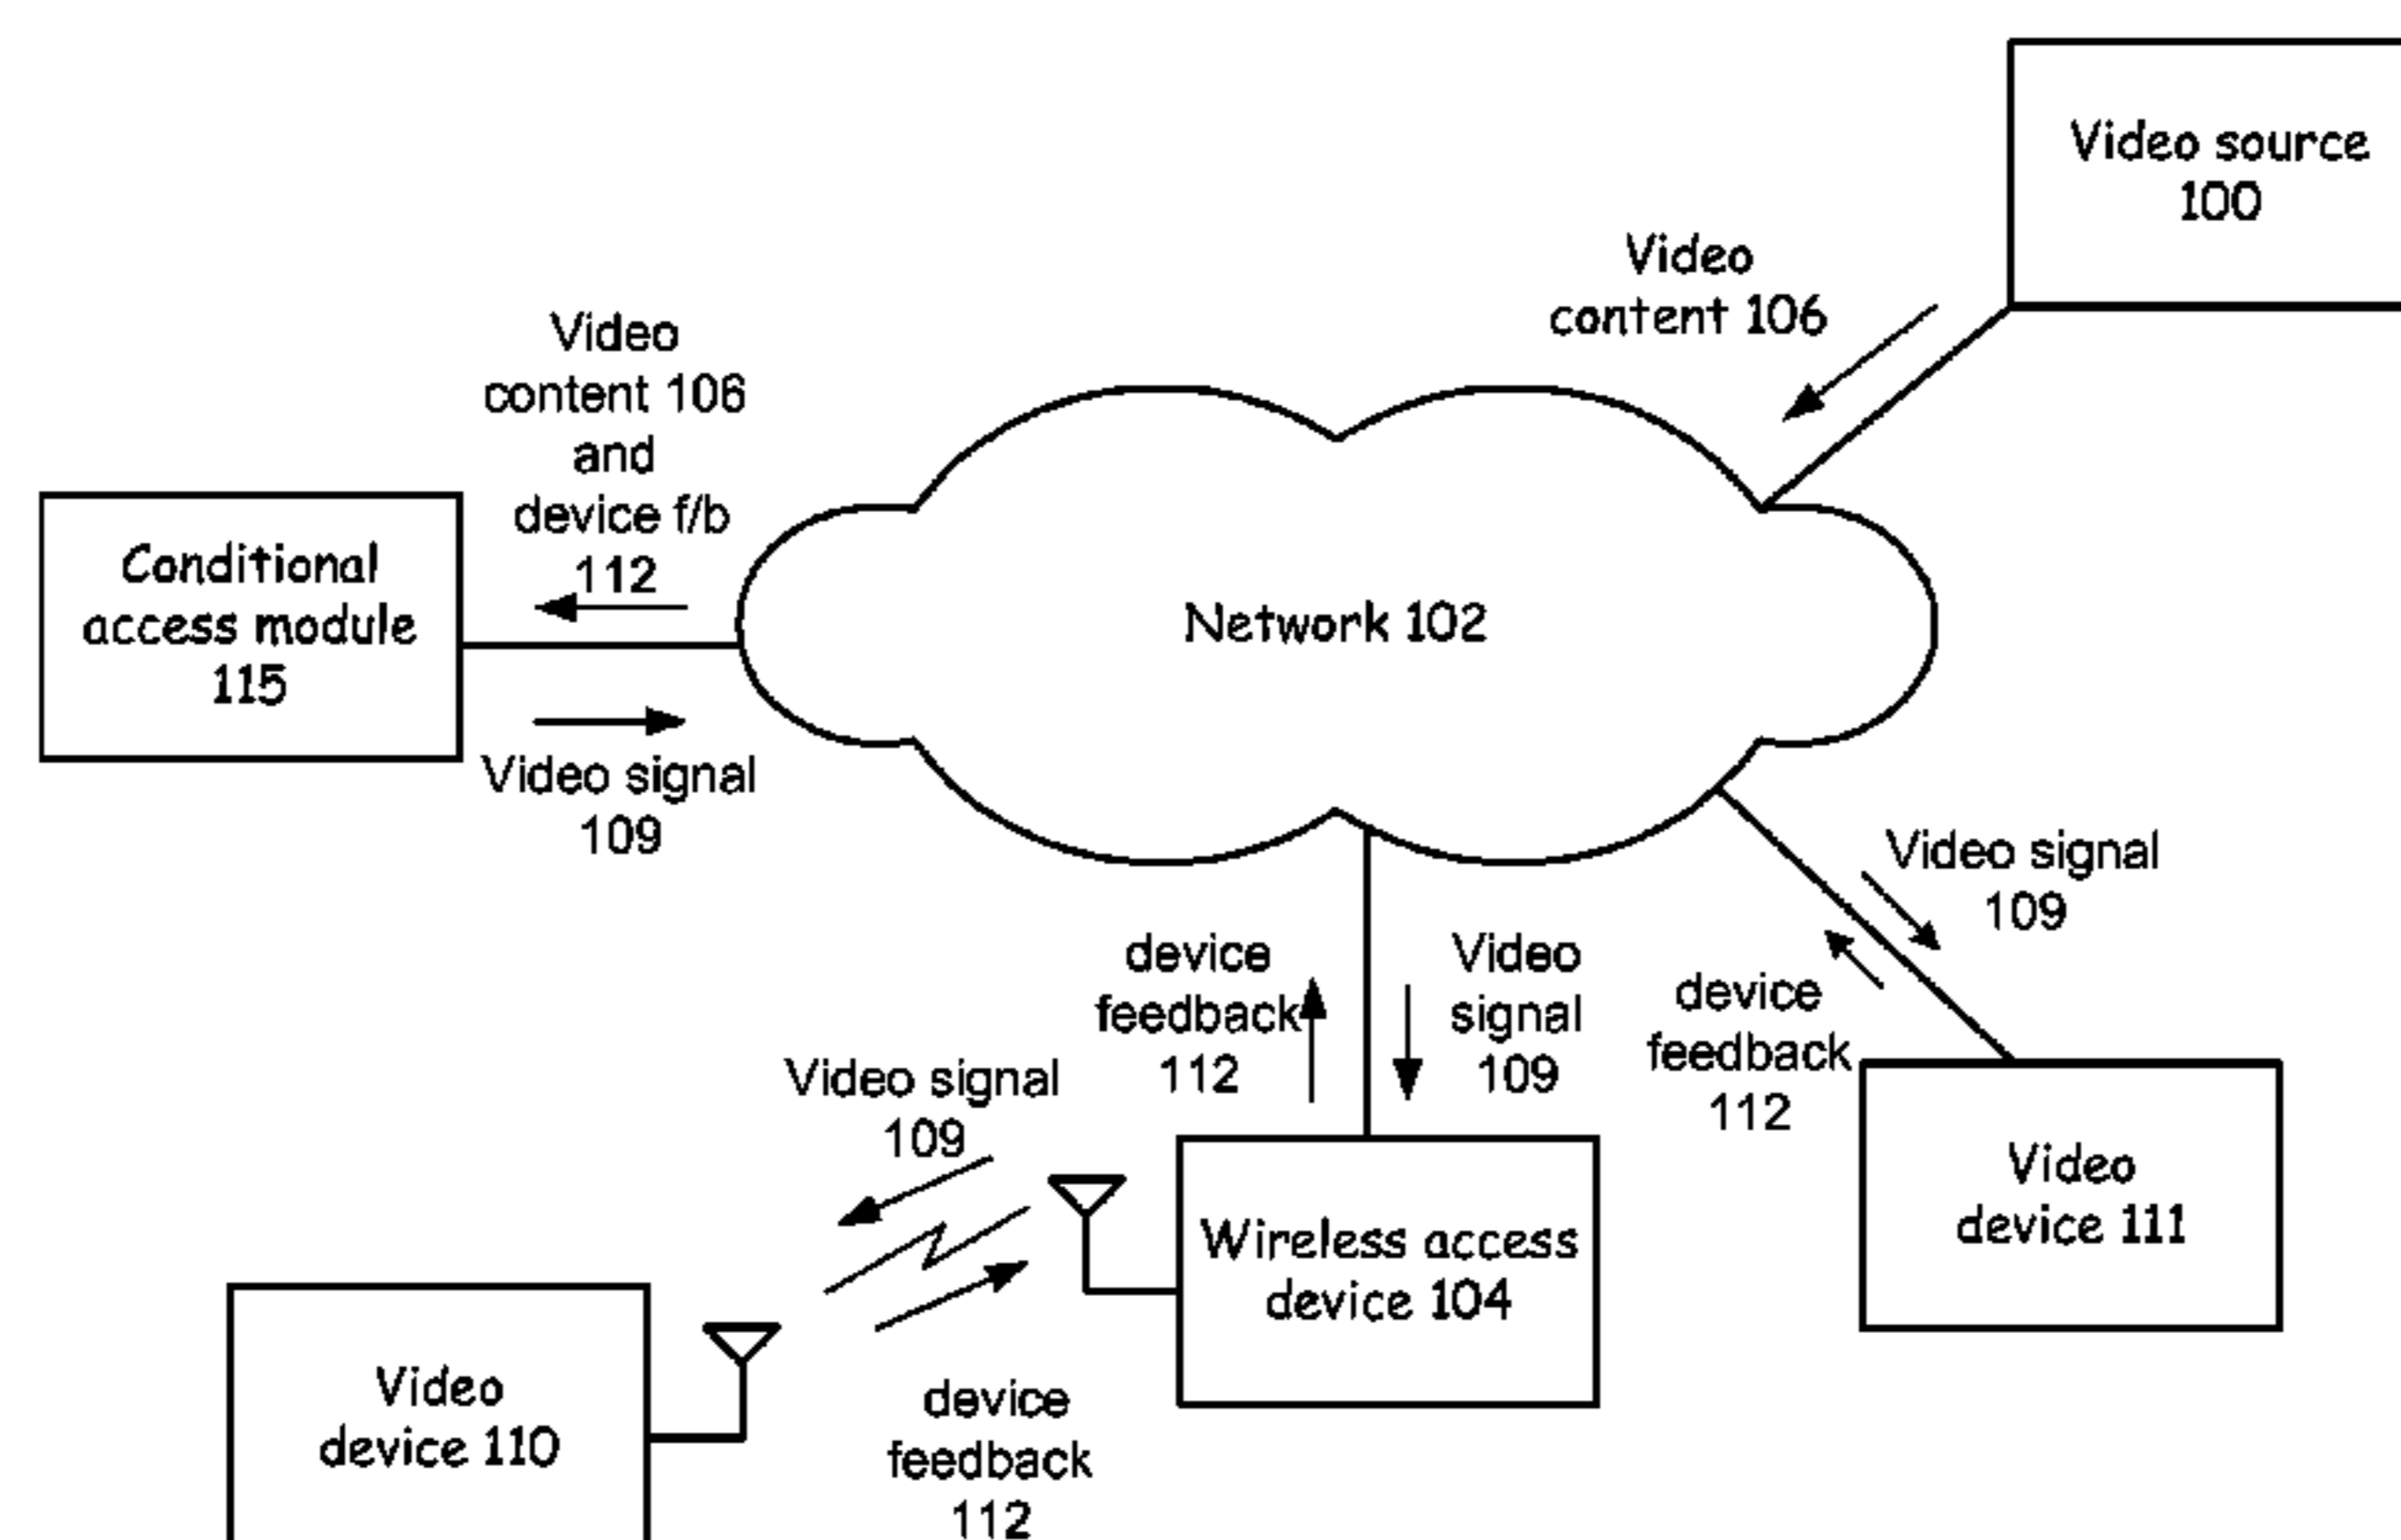 Video source
100
Video
content 106
Video
content 106
and
device f/b
112
Conditional
access module
115
Network 102
Video signal
109
Video signal
109
device
feedback
112
Video
signal
109
device
feedback
112
Video signal
109
Video
device 111
Wireless access
device 104
Video
device 110
device
feedback
112